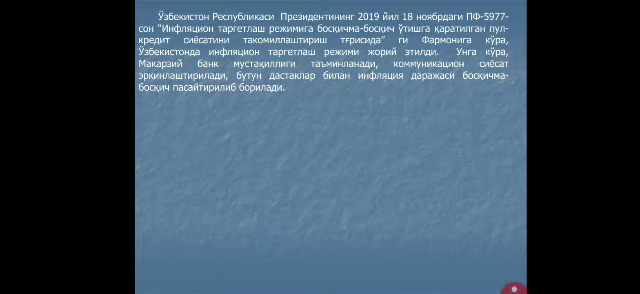 Ўзбекистон Республикаси Президентининг 2019 йил 18 ноябрдаги ПФ-5977-
сон “Инфляцион таргетлаш режимига босқичма-босқич ўтишга қаратилган пул-
кредит сиёсатини такомиллаштириш тғрисида” ги Фармонига кўра,
Ўзбекистонда инфляцион таргетлаш режими жорий этилди. Унга кўра,
Макарзий банк мустақиллиги таъминланади, коммуникацион сиёсат
эркинлаштирилади, бутун дастаклар билан инфляция даражаси босқичма-
босқич пасайтирилиб борилади.